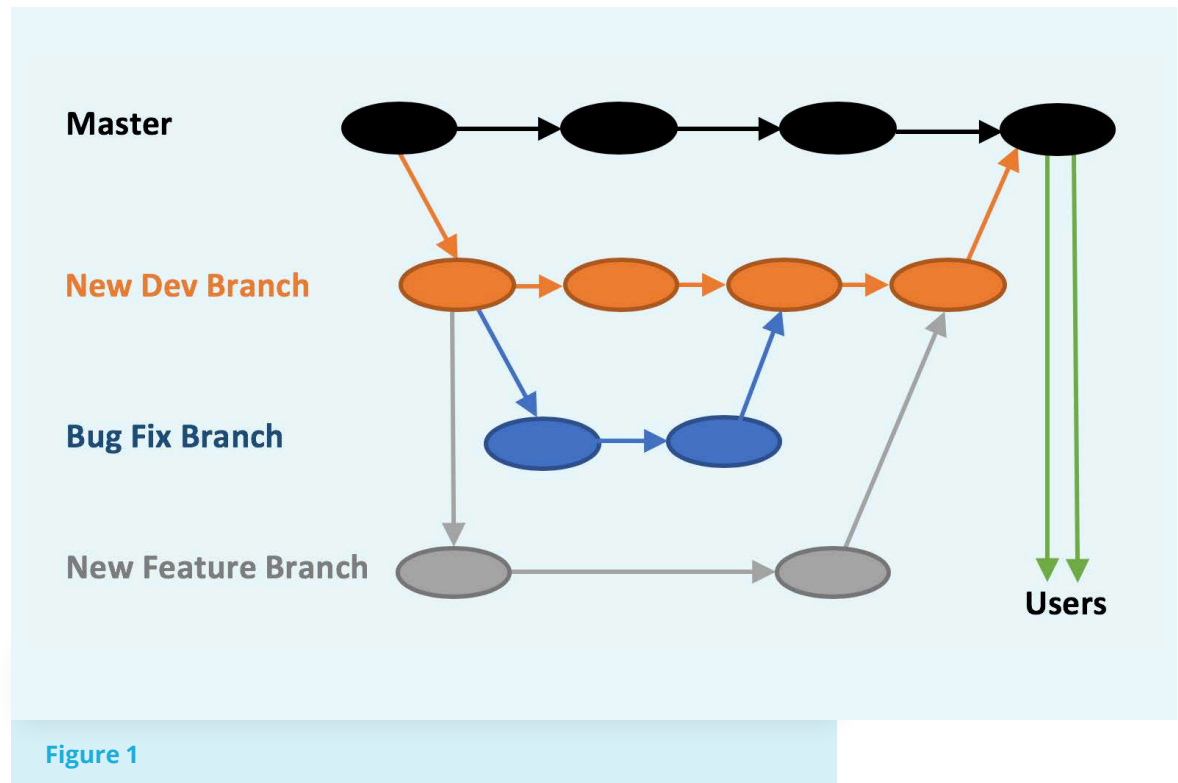 Master
New Dev Branch
Bug Fix Branch
New Feature Branch
Users
Figure 1